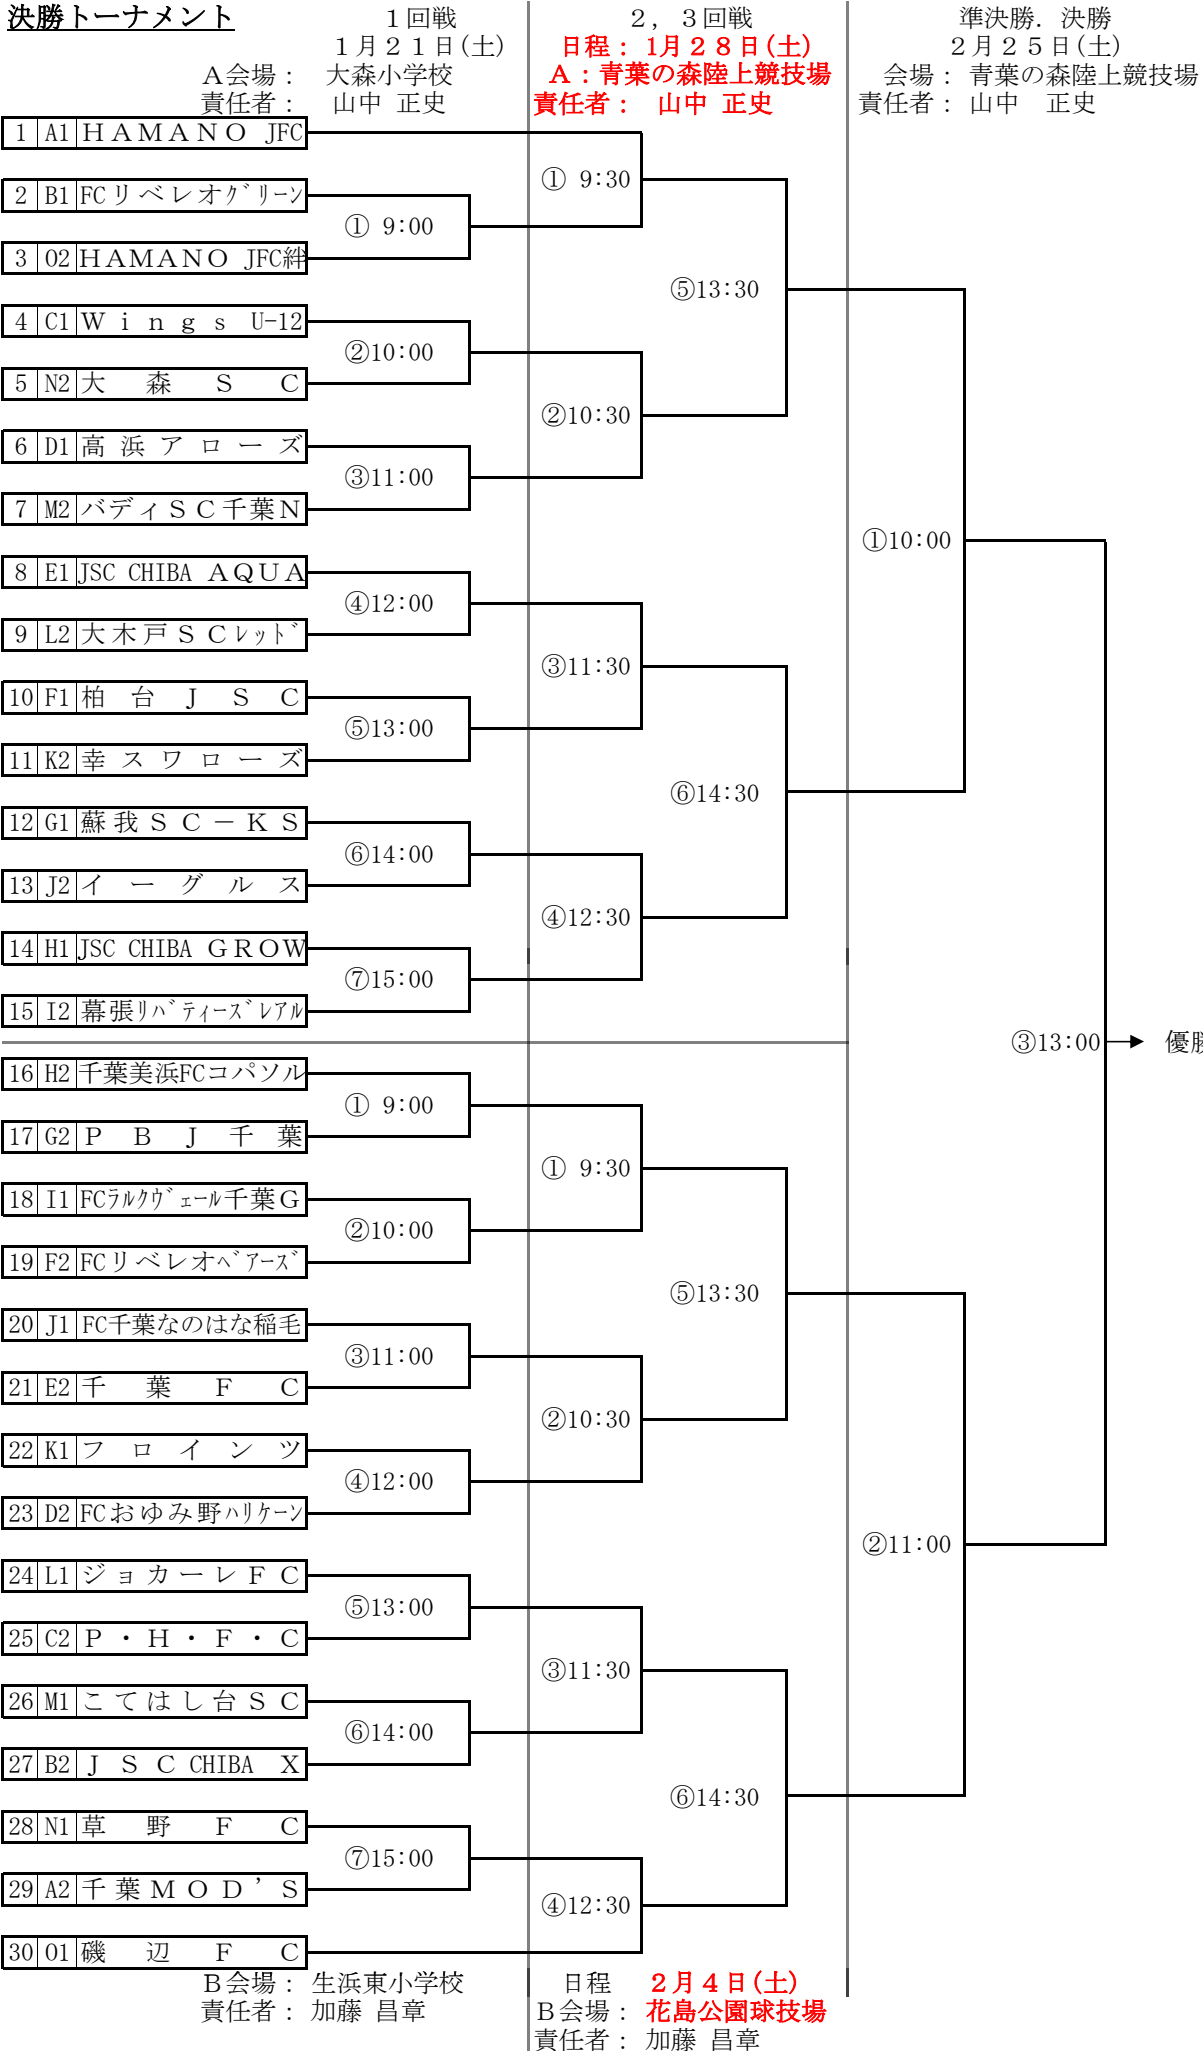 決勝トーナメント １回戦 ２，３回戦 準決勝．決勝
１月２１日(土) 日程： 1月２８日(土) ２月２５日(土)
Ａ会場： 大森小学校 Ａ：青葉の森陸上競技場 会場： 青葉の森陸上競技場
責任者： 山中 正史 責任者： 山中 正史 責任者： 山中 正史
1 A1 ＨＡＭＡＮＯ JFC
① 9:30
2 B1 FCリベレオｸﾞﾘｰﾝ
① 9:00
3 O2 ＨＡＭＡＮＯ JFC絆
⑤13:30
4 C1 Ｗｉｎｇｓ U-12
②10:00
5 N2 大森ＳＣ
②10:30
6 D1 高浜アローズ
③11:00
7 M2 バディＳＣ千葉Ｎ
①10:00
8 E1 JSC CHIBA ＡＱＵＡ
④12:00
9 L2 大木戸ＳＣﾚｯﾄﾞ
③11:30
10 F1 柏台ＪＳＣ
⑤13:00
11 K2 幸スワローズ
⑥14:30
12 G1 蘇我ＳＣ－ＫＳ
⑥14:00
13 J2 イーグルス
④12:30
14 H1 JSC CHIBA ＧＲＯＷ
⑦15:00
15 I2 幕張ﾘﾊﾞﾃｨｰｽﾞﾚｱﾙ
③13:00 優勝
16 H2 千葉美浜FCコパソル
① 9:00
17 G2 ＰＢＪ千葉
① 9:30
18 I1 FCﾗﾙｸｳﾞｪｰﾙ千葉Ｇ
②10:00
19 F2 FCリベレオﾍﾞｱｰｽﾞ
⑤13:30
20 J1 FC千葉なのはな稲毛
③11:00
21 E2 千葉ＦＣ
②10:30
22 K1 フロインツ
④12:00
23 D2 FCおゆみ野ﾊﾘｹｰﾝ
②11:00
24 L1 ジョカーレＦＣ
⑤13:00
25 C2 Ｐ・Ｈ・Ｆ・Ｃ
③11:30
26 M1 こてはし台ＳＣ
⑥14:00
27 B2 ＪＳＣ CHIBA Ｘ
⑥14:30
28 N1 草野ＦＣ
⑦15:00
29 A2 千葉ＭＯＤ’Ｓ
④12:30
30 O1 磯辺ＦＣ
Ｂ会場： 生浜東小学校 日程 ２月４日(土)
責任者： 加藤 昌章 Ｂ会場： 花島公園球技場
責任者： 加藤 昌章